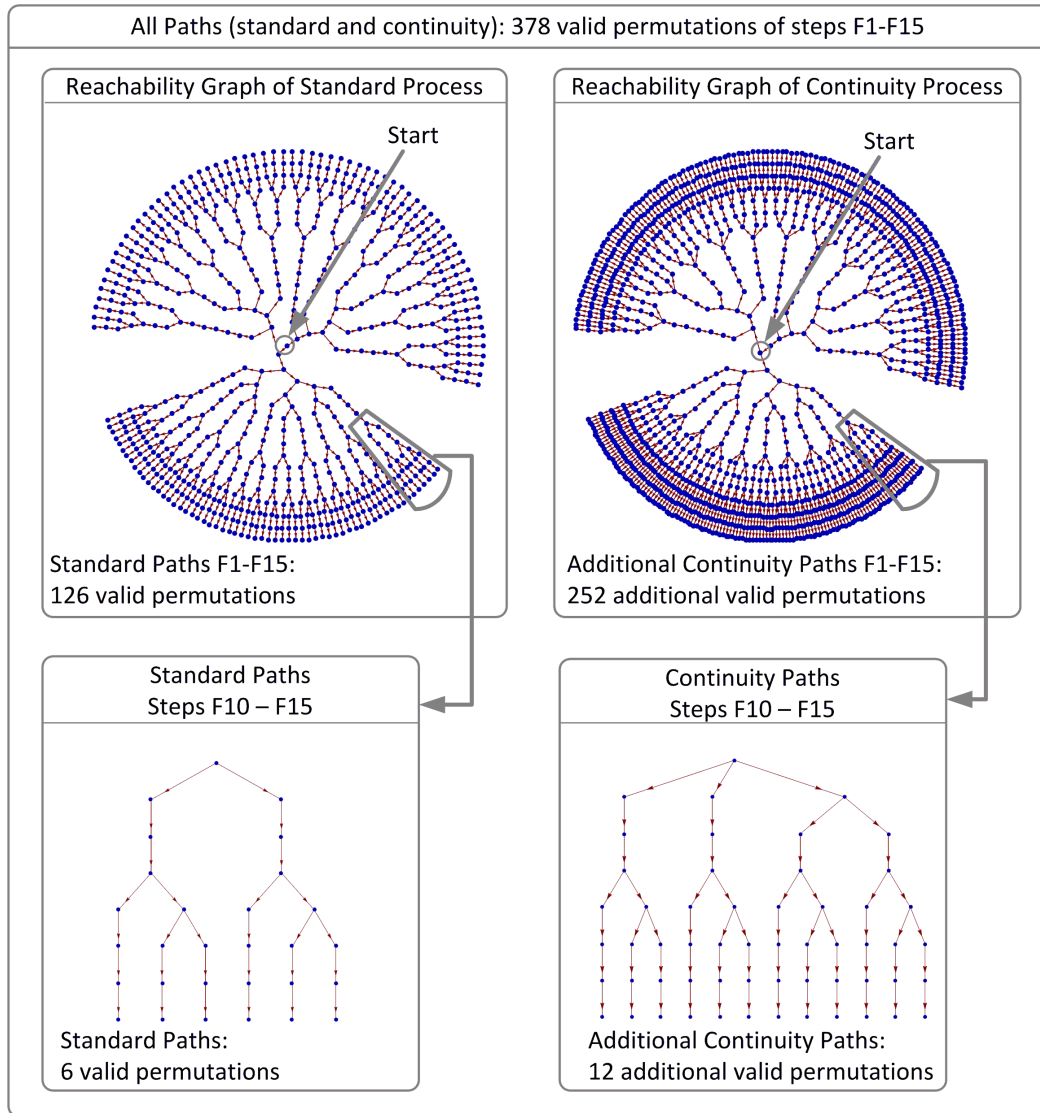 All Paths (standard and continuity): 378 valid permutations of steps F1-F15
Reachability Graph of Standard Process
Start
Standard Paths F1-F15:
126 valid permutations
Reachability Graph of Continuity Process
Start
Additional Continuity Paths F1-F15:
252 additional valid permutations
Standard Paths
Steps F10 – F15
Standard Paths:
6 valid permutations
Continuity Paths
Steps F10 – F15
Additional Continuity Paths:
12 additional valid permutations